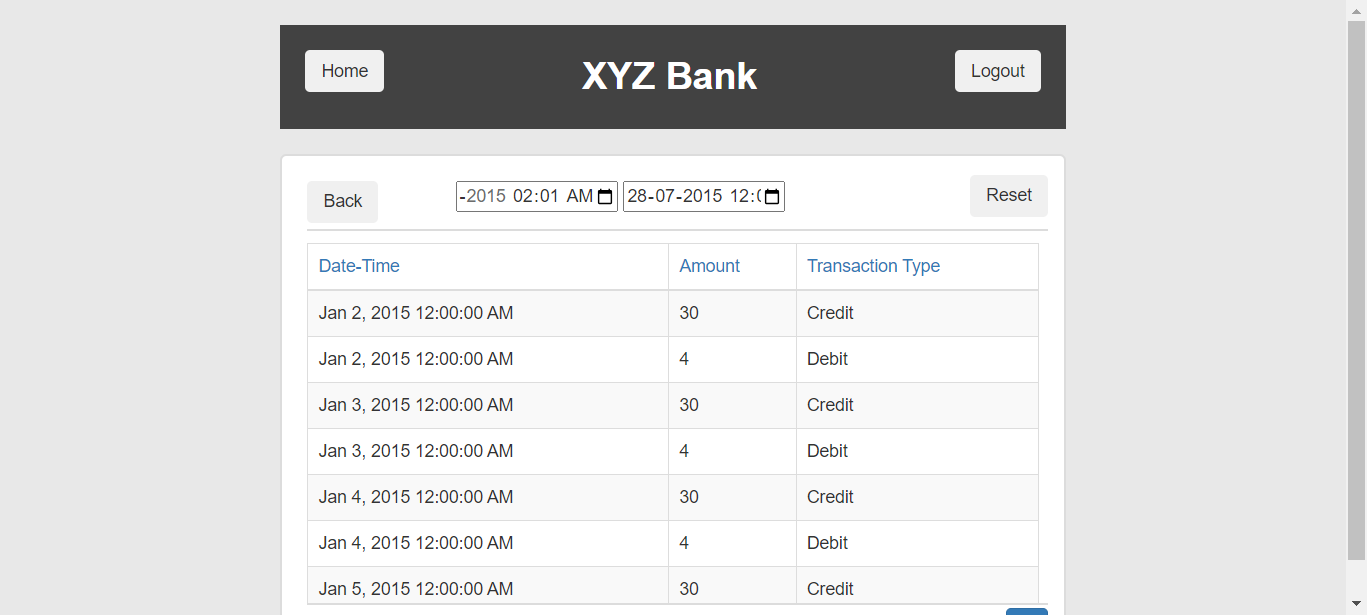 Home XYZ Bank Logout
Back -2015 02:01 AM 28-07-2015 12: Reset
Date-Time Amount Transaction Type
Jan 2, 2015 12:00:00 AM 30 Credit
Jan 2, 2015 12:00:00 AM 4 Debit
Jan 3, 2015 12:00:00 AM 30 Credit
Jan 3, 2015 12:00:00 AM 4 Debit
Jan 4, 2015 12:00:00 AM 30 Credit
Jan 4, 2015 12:00:00 AM 4 Debit
Jan 5, 2015 12:00:00 AM 30 Credit